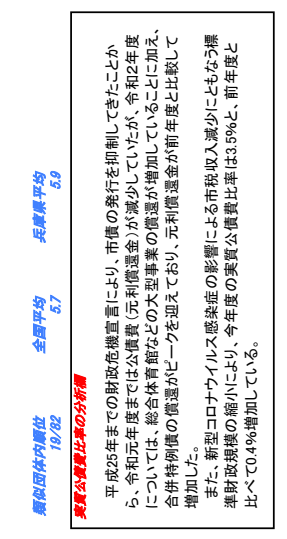 類似団体内順位 全国平均 兵庫県平均
19/82 5.7 5.9
実質公債費比率の分析欄
平成25年までの財政危機宣言により、市債の発行を抑制してきたことか
ら、令和元年度までは公債費（元利償還金）が減少していたが、令和2年度
については、総合体育館などの大型事業の償還が増加していることに加え、
合併特例債の償還がピークを迎えており、元利償還金が前年度と比較して
増加した。
また、新型コロナウイルス感染症の影響による市税収入減少にともなう標
準財政規模の縮小により、今年度の実質公債費比率は3.5%と、前年度と
比べて0.4%増加している。